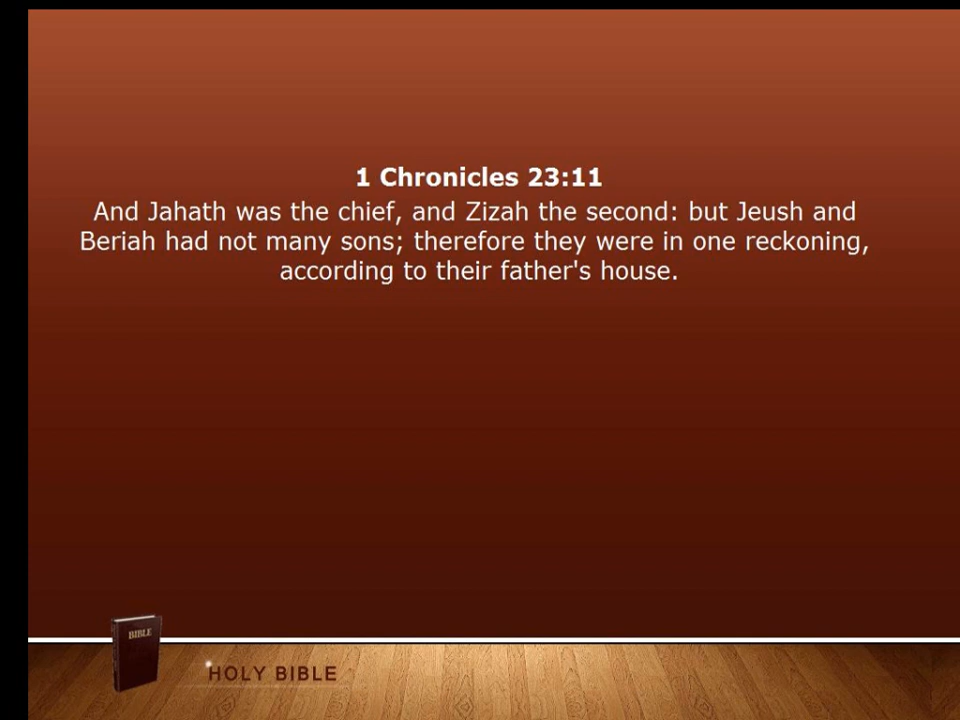 1 Chronicles 23:11
And Jahath was the chief, and Zizah the second: but Jeush and
Beriah had not many sons; therefore they were in one reckoning,
according to their father's house.
BIBLE
HOLY BIBLE